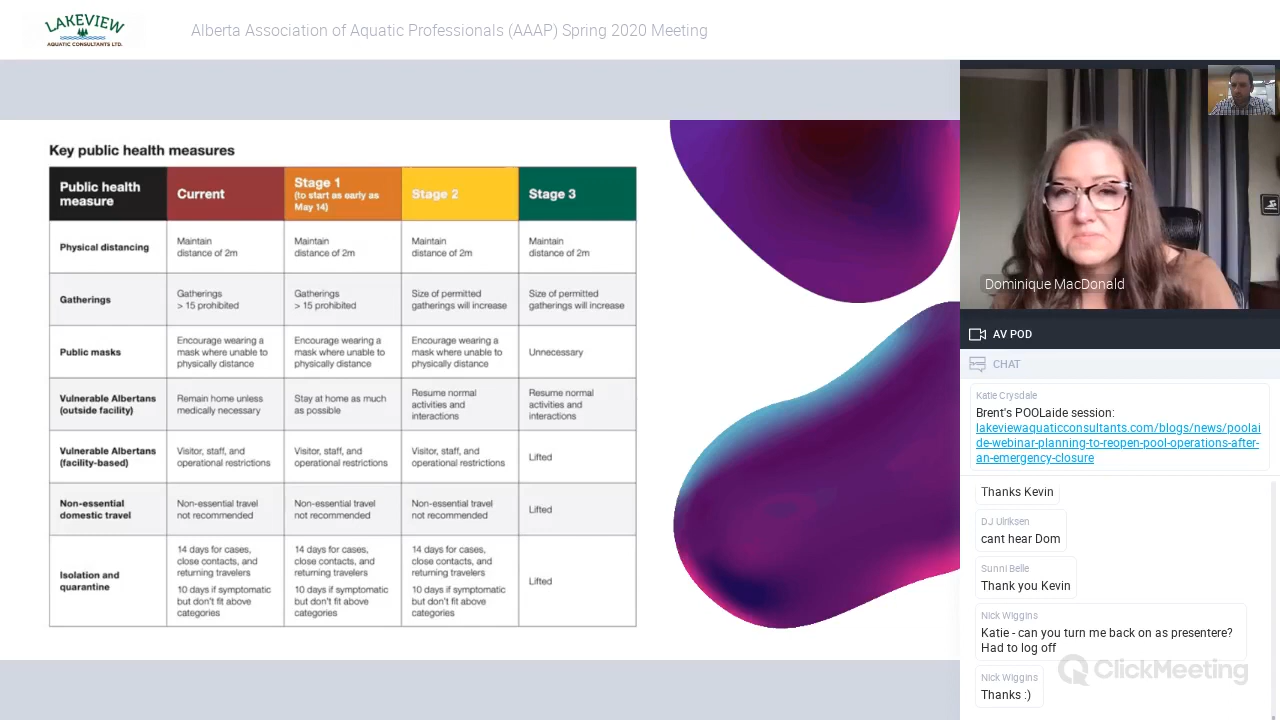 LAKEVIEW
AQUATIC CONSULTANTS LTD.
Alberta Association of Aquatic Professionals (AAAP) Spring 2020 Meeting
Key public health measures
Public health
measure
Current
Stage 1
(to start as early as
May 14)
Stage 2
Stage 3
Physical distancing
Maintain
distance of 2m
Maintain
distance of 2m
Maintain
distance of 2m
Maintain
distance of 2m
Gatherings
Gatherings
> 15 prohibited
Gatherings
> 15 prohibited
Size of permitted
gatherings will increase
Size of permitted
gatherings will increase
Public masks
Encourage wearing a
mask where unable to
physically distance
Encourage wearing a
mask where unable to
physically distance
Encourage wearing a
mask where unable to
physically distance
Unnecessary
Vulnerable Albertans
(outside facility)
Remain home unless
medically necessary
Stay at home as much
as possible
Resume normal
activities and
interactions
Resume normal
activities and
interactions
Vulnerable Albertans
(facility-based)
Visitor, staff, and
operational restrictions
Visitor, staff, and
operational restrictions
Visitor, staff, and
operational restrictions
Lifted
Non-essential
domestic travel
Non-essential travel
not recommended
Non-essential travel
not recommended
Non-essential travel
not recommended
Lifted
Isolation and
quarantine
14 days for cases,
close contacts, and
returning travelers
10 days if symptomatic
but don't fit above
categories
14 days for cases,
close contacts, and
returning travelers
10 days if symptomatic
but don't fit above
categories
14 days for cases,
close contacts, and
returning travelers
10 days if symptomatic
but don't fit above
categories
Lifted
Dominique MacDonald
AV POD
CHAT
Katie Crysdale
Brent's POOLaide session:
lakeviewaquaticconsultants.com/blogs/news/poolai
de-webinar-planning-to-reopen-pool-operations-after-
an-emergency-closure
Thanks Kevin
DJ Ulriksen
cant hear Dom
Sunni Belle
Thank you Kevin
Nick Wiggins
Katie - can you turn me back on as presentere?
Had to log off
ClickMeeting
Nick Wiggins
Thanks :)